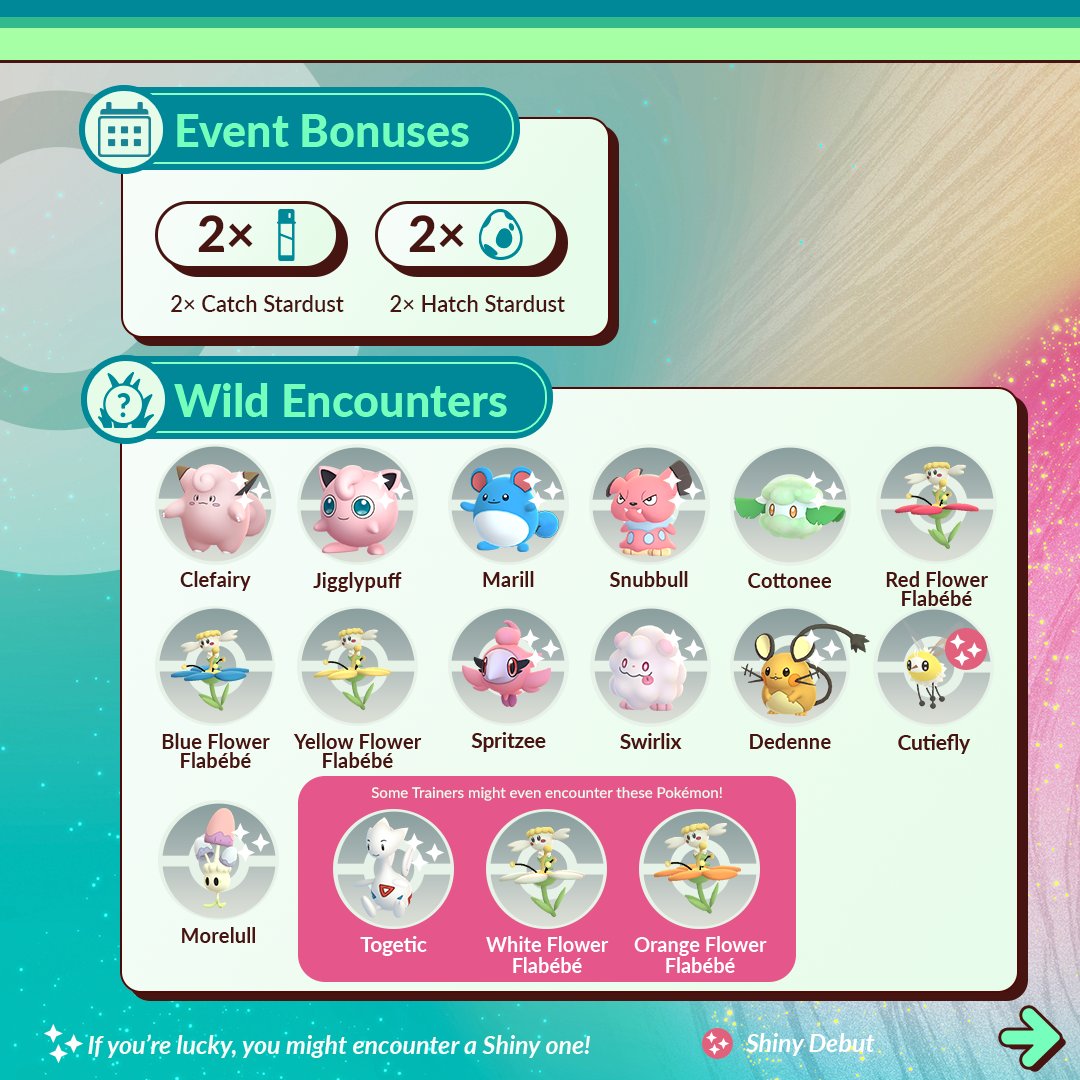 Event Bonuses
2×
2×
2× Catch Stardust
2× Hatch Stardust
?
Wild Encounters
Clefairy
Jigglypuff
Marill
Snubbull
Cottonee
Red Flower
Flabébé
Blue Flower
Flabébé
Yellow Flower
Flabébé
Spritzee
Swirlix
Dedenne
Cutiefly
Morelull
Some Trainers might even encounter these Pokémon!
Togetic
White Flower
Flabébé
Orange Flower
Flabébé
If you're lucky, you might encounter a Shiny one!
Shiny Debut